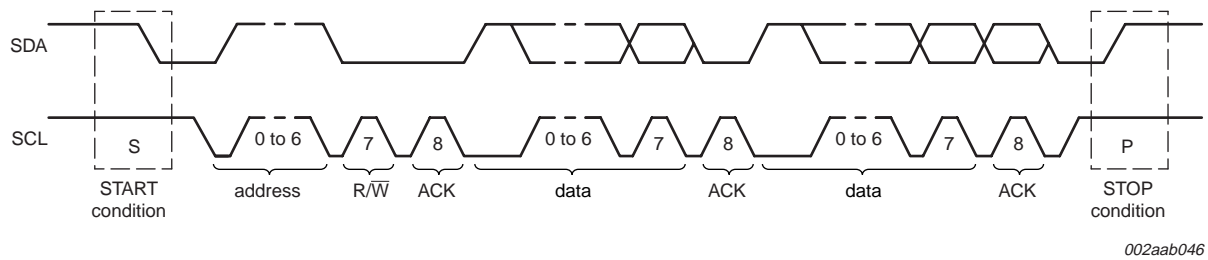 SDA
SCL
S
0 to 6
7
8
0 to 6
7
8
0 to 6
7
8
P
START
condition
address
R/W̅
ACK
data
ACK
data
ACK
STOP
condition
002aab046